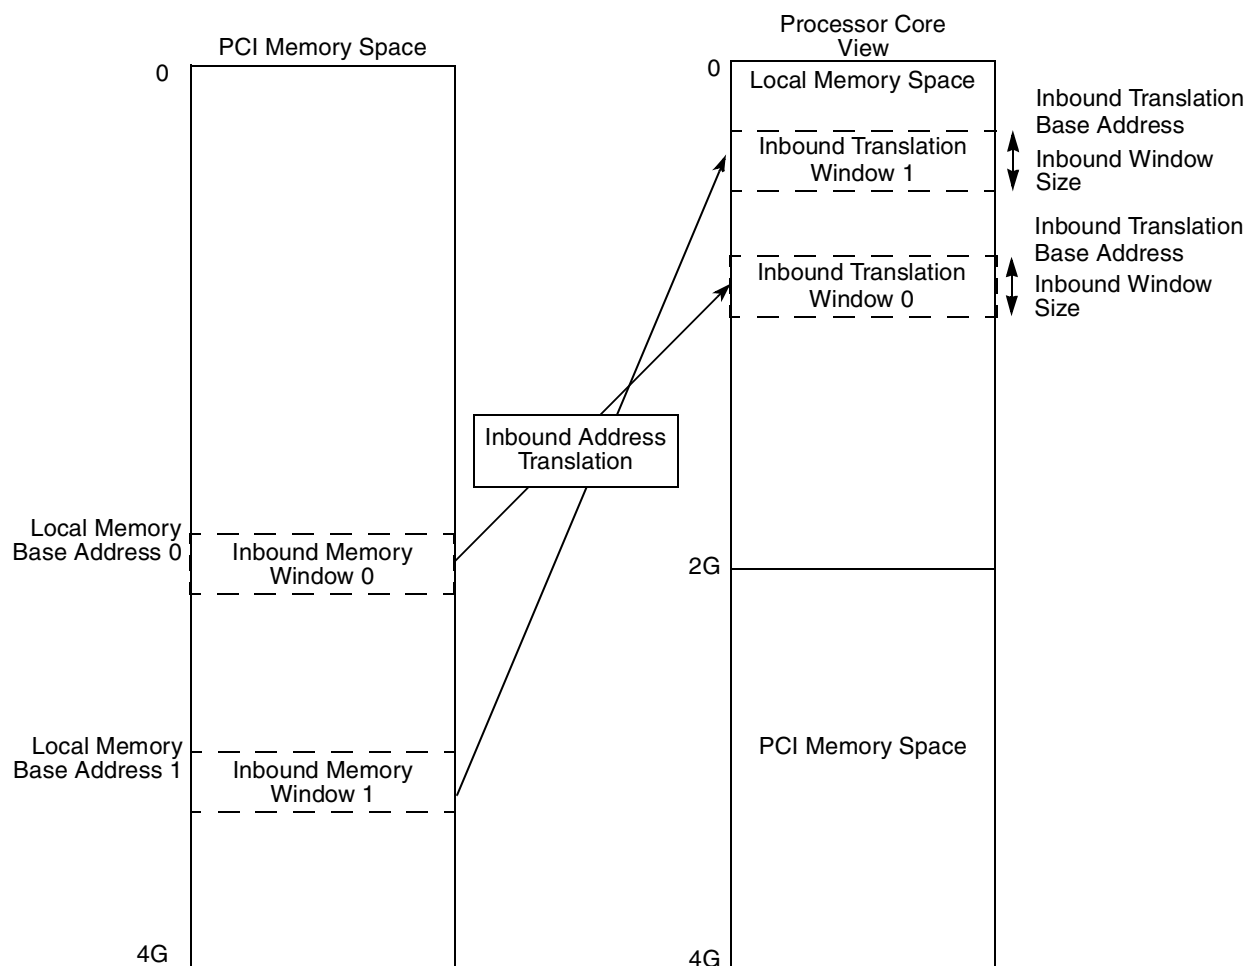 PCI Memory Space
0
Processor Core
View
0
Local Memory Space
Inbound Translation
Base Address
Inbound Translation
Window 1
Inbound Window
Size
Inbound Translation
Base Address
Inbound Translation
Window 0
Inbound Window
Size
Inbound Address
Translation
Local Memory
Base Address 0
Inbound Memory
Window 0
2G
Local Memory
Base Address 1
Inbound Memory
Window 1
PCI Memory Space
4G
4G